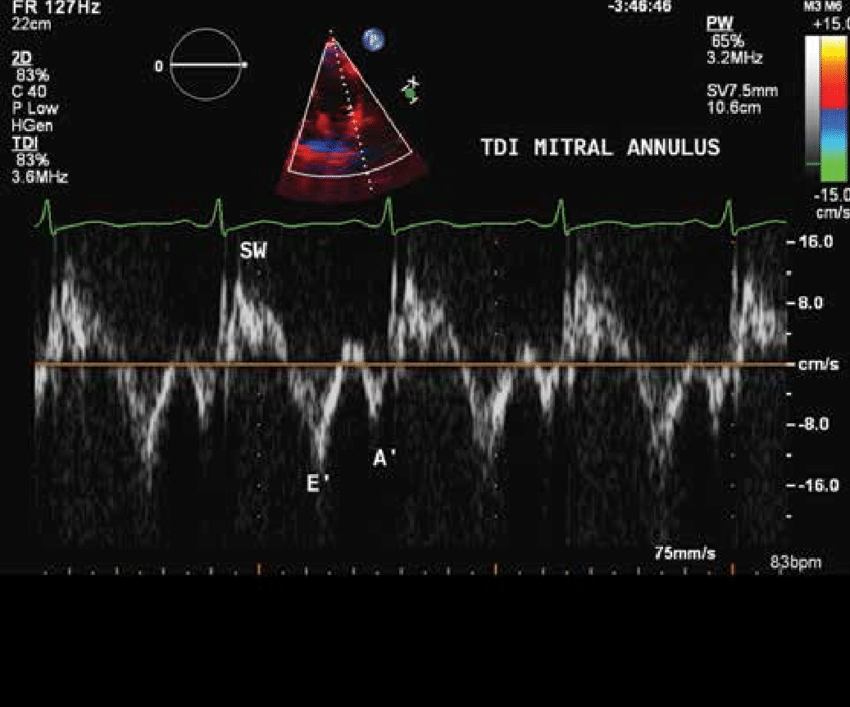 FR 127Hz
22cm
2D
83%
C 40
P Low
HGen
TDI
83%
3.6MHz
0
P
-3:46:46
PW
65%
3.2MHz
SV7.5mm
10.6cm
M3 M6
+15.0
-15.0
cm/s
TDI MITRAL ANNULUS
SW
16.0
8.0
cm/s
-8.0
-16.0
E'
A'
75mm/s
83bpm